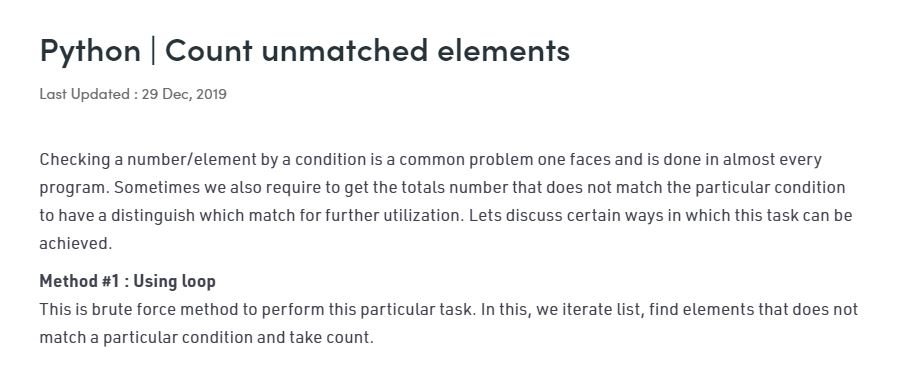 Python | Count unmatched elements
Last Updated : 29 Dec, 2019
Checking a number/element by a condition is a common problem one faces and is done in almost every
program. Sometimes we also require to get the totals number that does not match the particular condition
to have a distinguish which match for further utilization. Lets discuss certain ways in which this task can be
achieved.
Method #1 : Using loop
This is brute force method to perform this particular task. In this, we iterate list, find elements that does not
match a particular condition and take count.